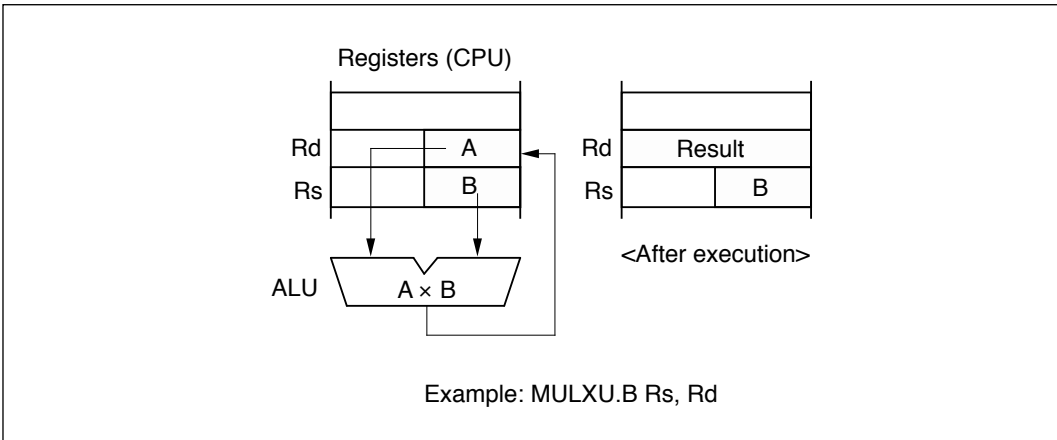 Registers (CPU)
Rd
A
Rs
B
ALU
A × B
Rd
Result
Rs
B
<After execution>
Example: MULXU.B Rs, Rd